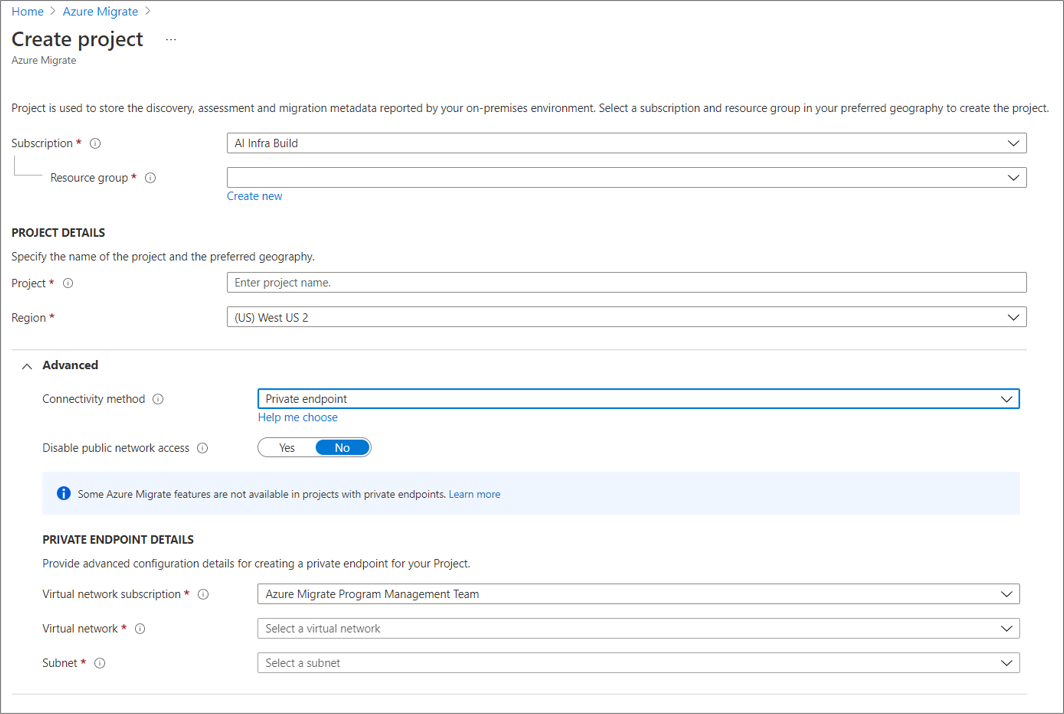 Home > Azure Migrate >
Create project ...
Azure Migrate
Project is used to store the discovery, assessment and migration metadata reported by your on-premises environment. Select a subscription and resource group in your preferred geography to create the project.
Subscription * AI Infra Build
Resource group *
Create new
PROJECT DETAILS
Specify the name of the project and the preferred geography.
Project * Enter project name.
Region * (US) West US 2
Advanced
Connectivity method Private endpoint
Help me choose
Disable public network access Yes No
Some Azure Migrate features are not available in projects with private endpoints. Learn more
PRIVATE ENDPOINT DETAILS
Provide advanced configuration details for creating a private endpoint for your Project.
Virtual network subscription * Azure Migrate Program Management Team
Virtual network * Select a virtual network
Subnet * Select a subnet